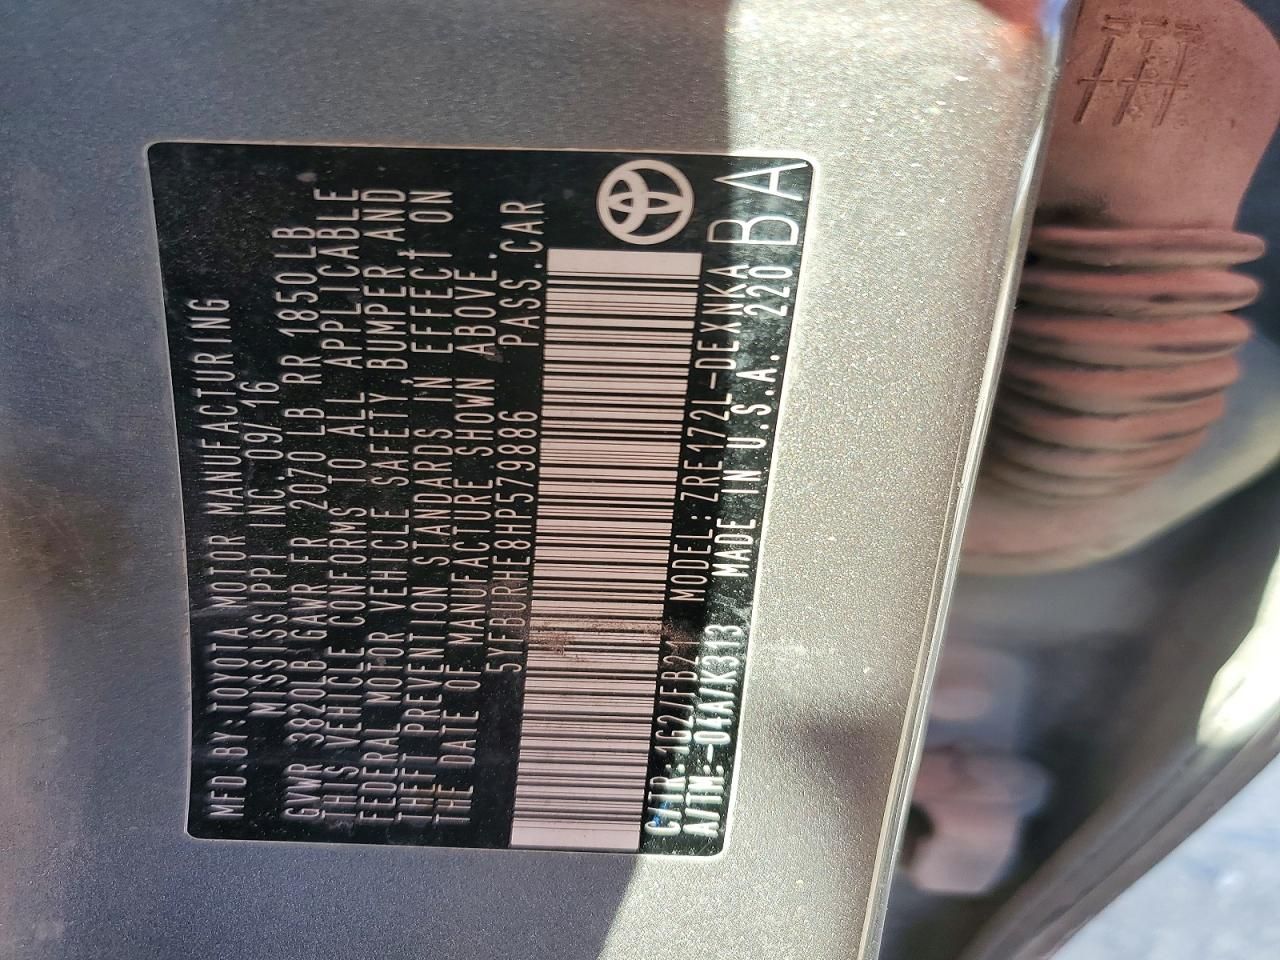 MFD.BY:TOYOTA MOTOR MANUFACTURING
MISSISSIPPI INC.09/16
GVWR 3820LB GAWR FR 2070LB RR 1850LB
THIS VEHICLE CONFORMS TO ALL APPLICABLE
FEDERAL MOTOR VEHICLE SAFETY,BUMPER,AND
THEFT PREVENTION STANDARDS IN EFFECT ON
THE DATE OF MANUFACTURE SHOWN ABOVE.
5YFBURHE8HP579886 PASS.CAR
C/TR: 1G27FB21 MODEL:ZRE172L-DEXNKA
A/TM:-04A/K313 MADE IN U.S.A. 220 BA